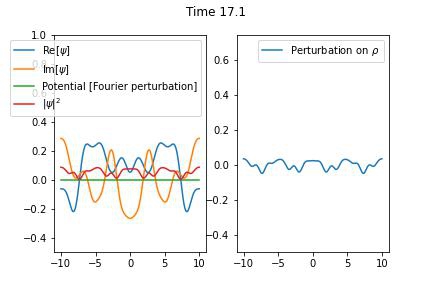 Time 17.1
1.0
0.8
0.6
0.4
0.2
0.0
−0.2
−0.4
−10 −5 0 5 10
Re[ψ]
Im[ψ]
Potential [Fourier perturbation]
|ψ|²
0.6
0.4
0.2
0.0
−0.2
−0.4
−10 −5 0 5 10
Perturbation on ρ